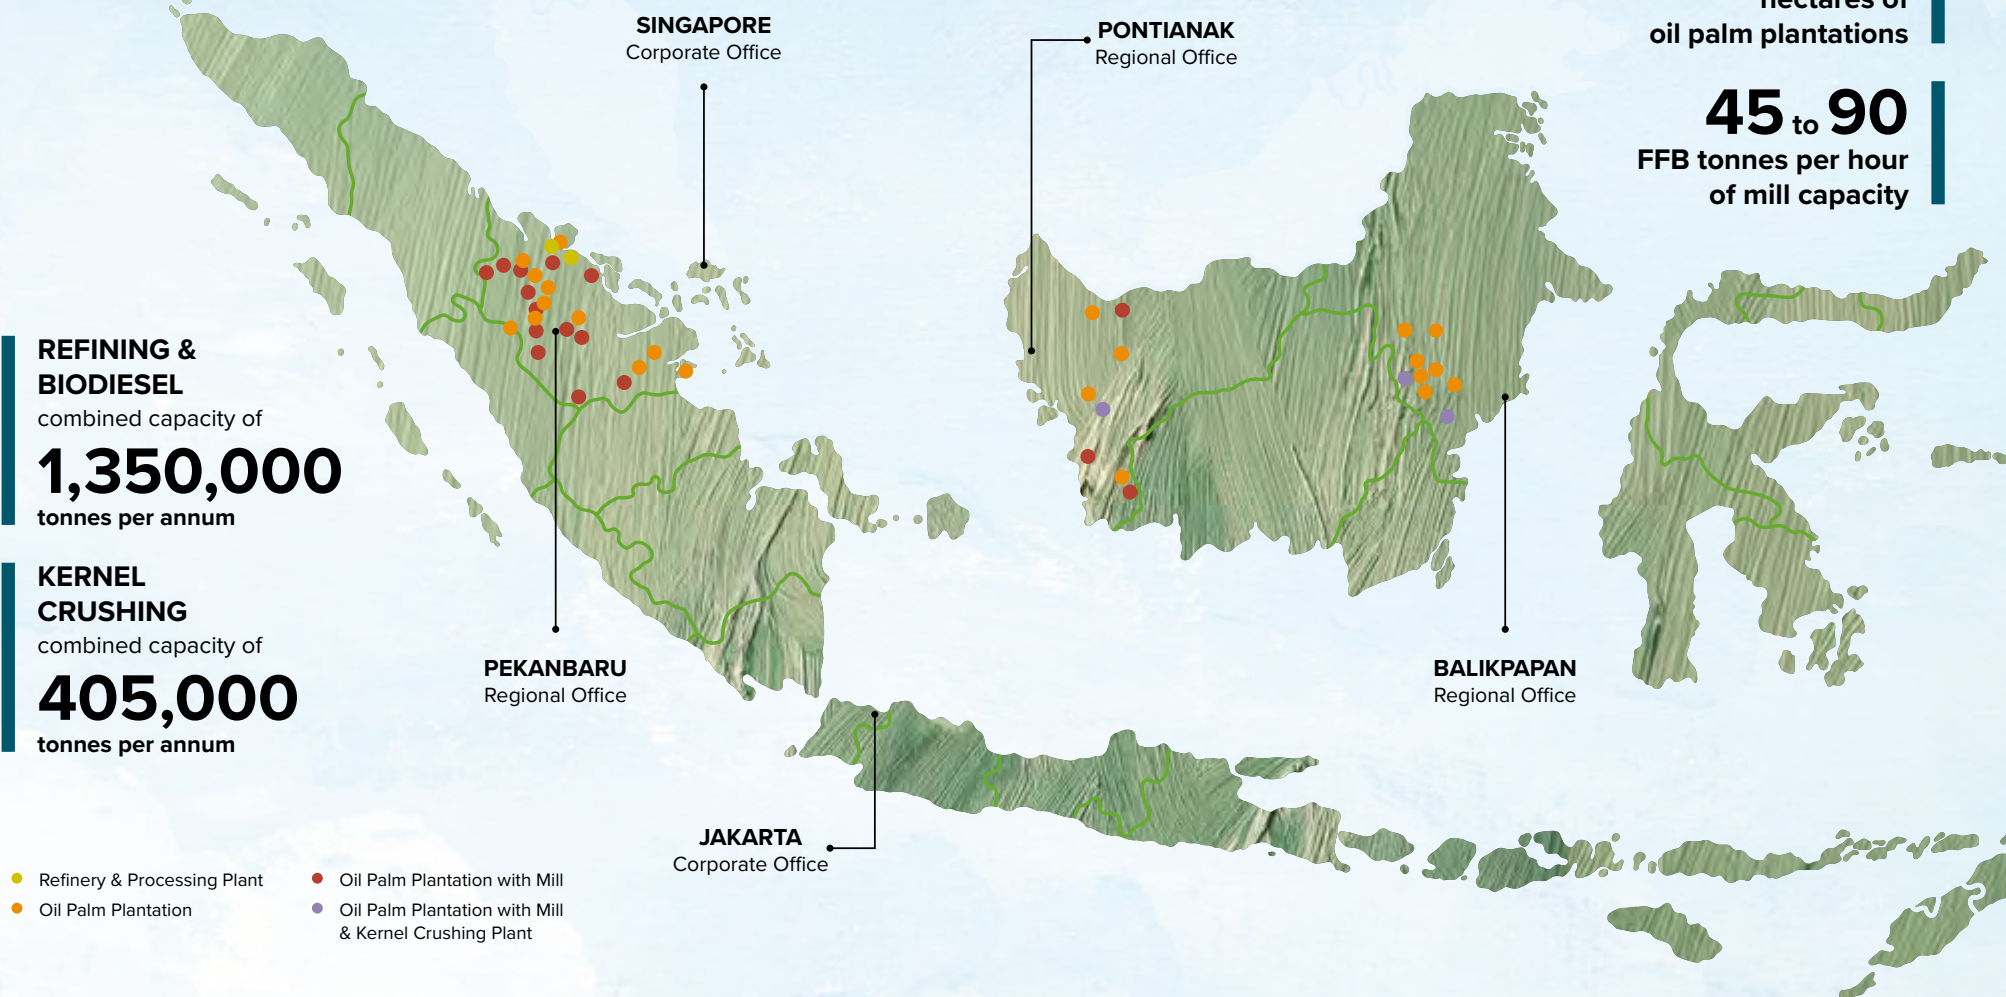 SINGAPORE
Corporate Office
PONTIANAK
Regional Office
hectares of
oil palm plantations
45 to 90
FFB tonnes per hour
of mill capacity
REFINING &
BIODIESEL
combined capacity of
1,350,000
tonnes per annum
KERNEL
CRUSHING
combined capacity of
405,000
tonnes per annum
PEKANBARU
Regional Office
BALIKPAPAN
Regional Office
JAKARTA
Corporate Office
Refinery & Processing Plant
Oil Palm Plantation
Oil Palm Plantation with Mill
Oil Palm Plantation with Mill
& Kernel Crushing Plant